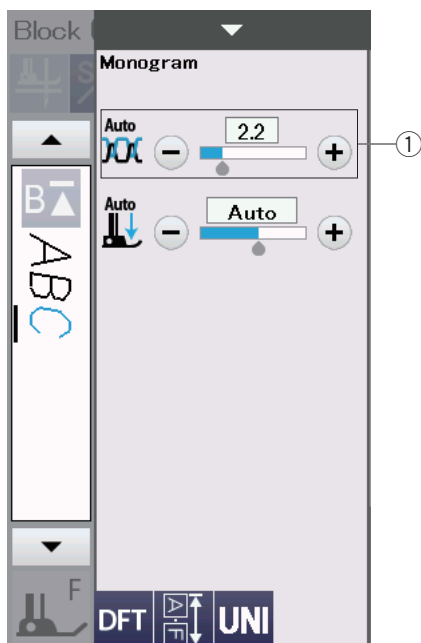 Block
S
Monogram
Auto
2.2
①
B
Auto
Auto
ABC
F
DFT
A-F
UNI